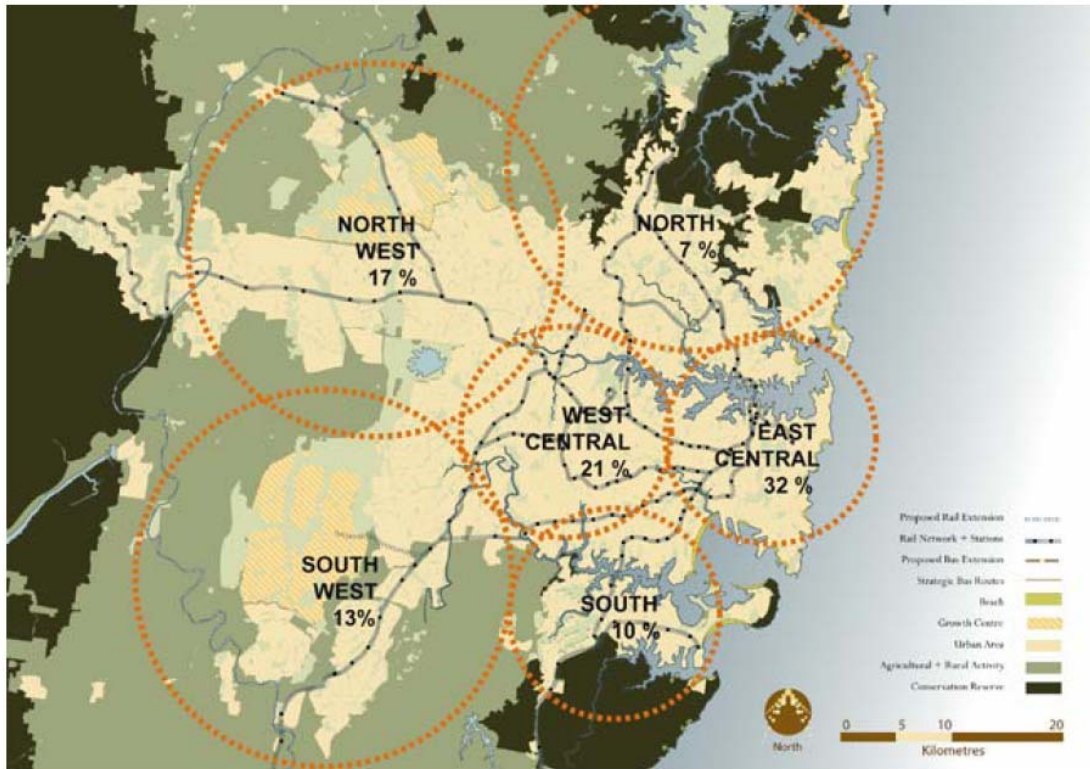 NORTH
WEST
17 %
NORTH
7 %
WEST
CENTRAL
21 %
EAST
CENTRAL
32 %
SOUTH
WEST
13%
SOUTH
10 %
Proposed Rail Extension
Rail Network + Stations
Proposed Bus Extension
Strategic Bus Routes
Beach
Growth Centre
Urban Area
Agricultural + Rural Activity
Conservation Reserve
North
0 5 10 20
Kilometres